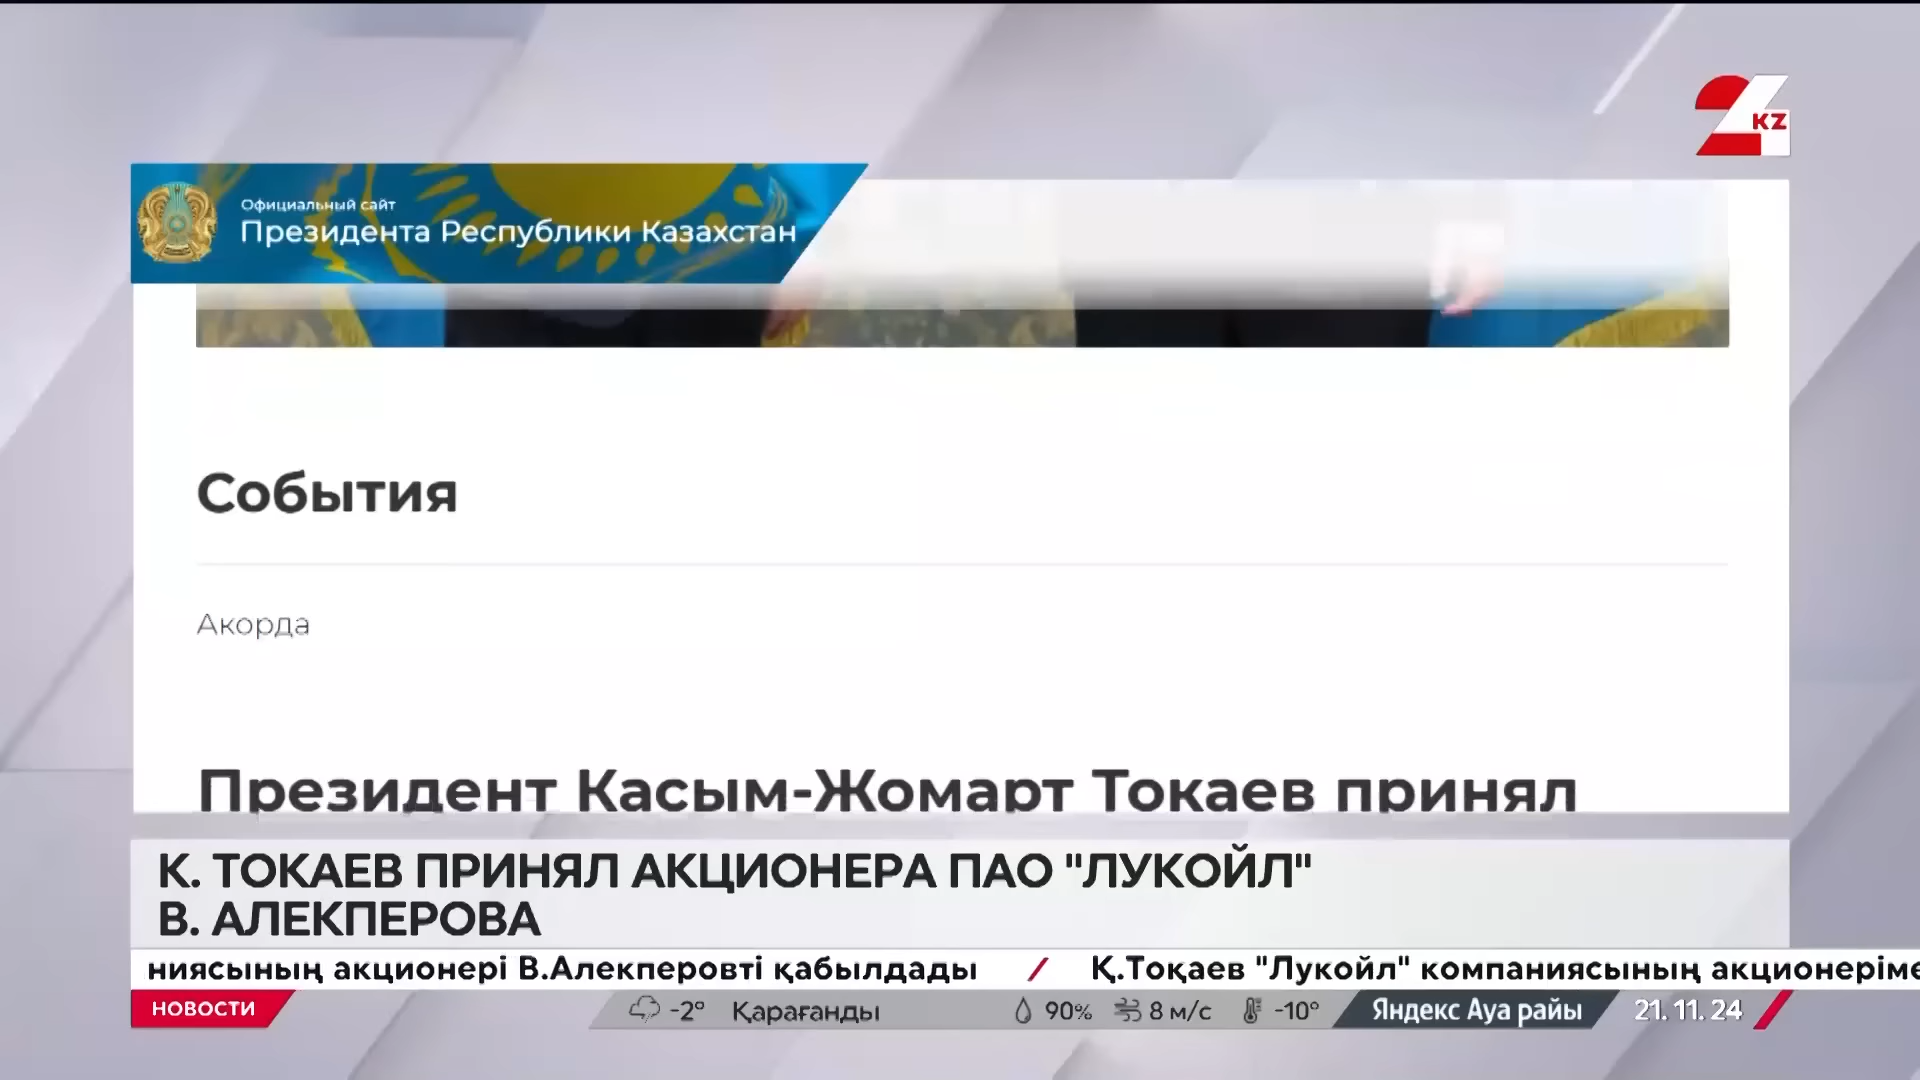 24 KZ
Официальный сайт
Президента Республики Казахстан
События
Акорда
Президент Касым-Жомарт Токаев принял
К. ТОКАЕВ ПРИНЯЛ АКЦИОНЕРА ПАО "ЛУКОЙЛ"
В. АЛЕКПЕРОВА
ниясының акционері В.Алекперовті қабылдады / Қ.Тоқаев "Лукойл" компаниясының акционеріме
НОВОСТИ -2° Қарағанды 90% 8 м/с -10° Яндекс Ауа райы 21. 11. 24